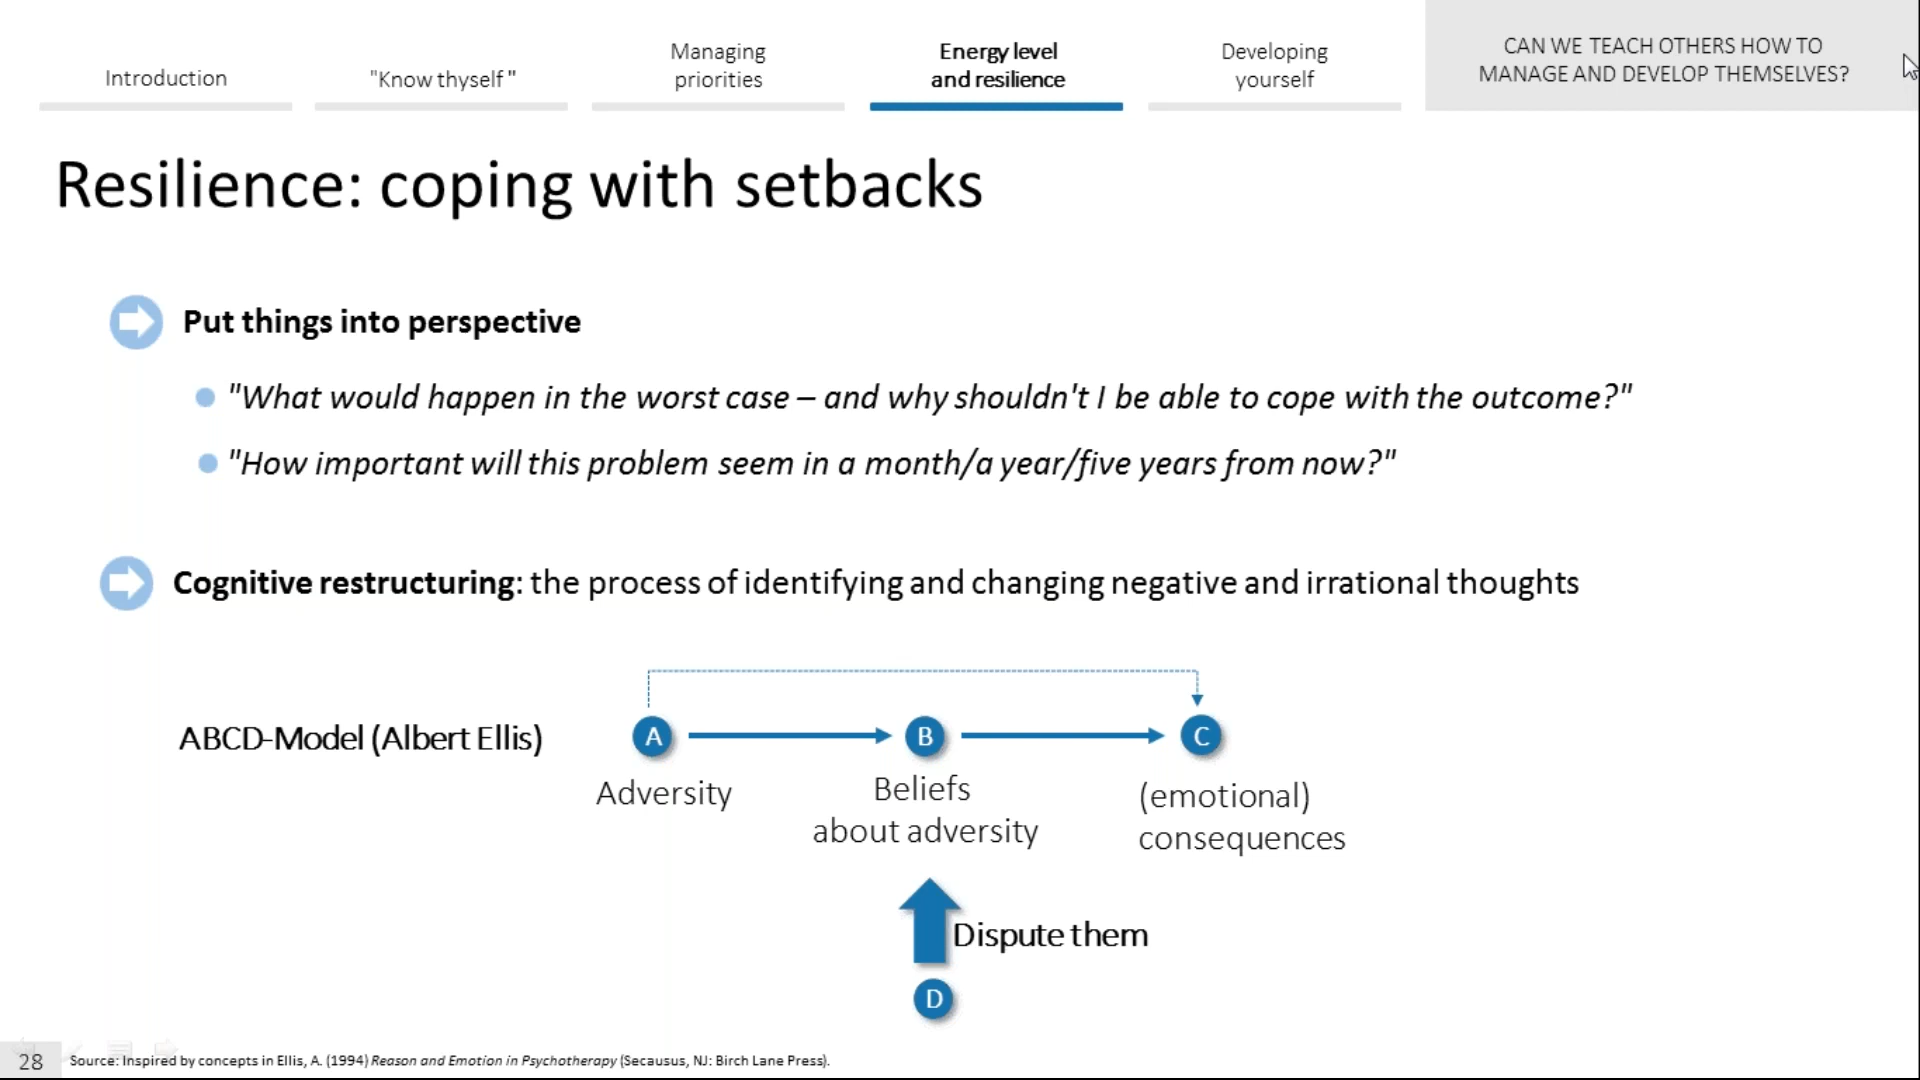 Introduction
"Know thyself"
Managing
priorities
Energy level
and resilience
Developing
yourself
CAN WE TEACH OTHERS HOW TO
MANAGE AND DEVELOP THEMSELVES?
Resilience: coping with setbacks
Put things into perspective
"What would happen in the worst case – and why shouldn't I be able to cope with the outcome?"
"How important will this problem seem in a month/a year/five years from now?"
Cognitive restructuring: the process of identifying and changing negative and irrational thoughts
ABCD-Model (Albert Ellis)
A
B
C
Adversity
Beliefs
about adversity
(emotional)
consequences
Dispute them
D
28
Source: Inspired by concepts in Ellis, A. (1994) Reason and Emotion in Psychotherapy (Secausus, NJ: Birch Lane Press).